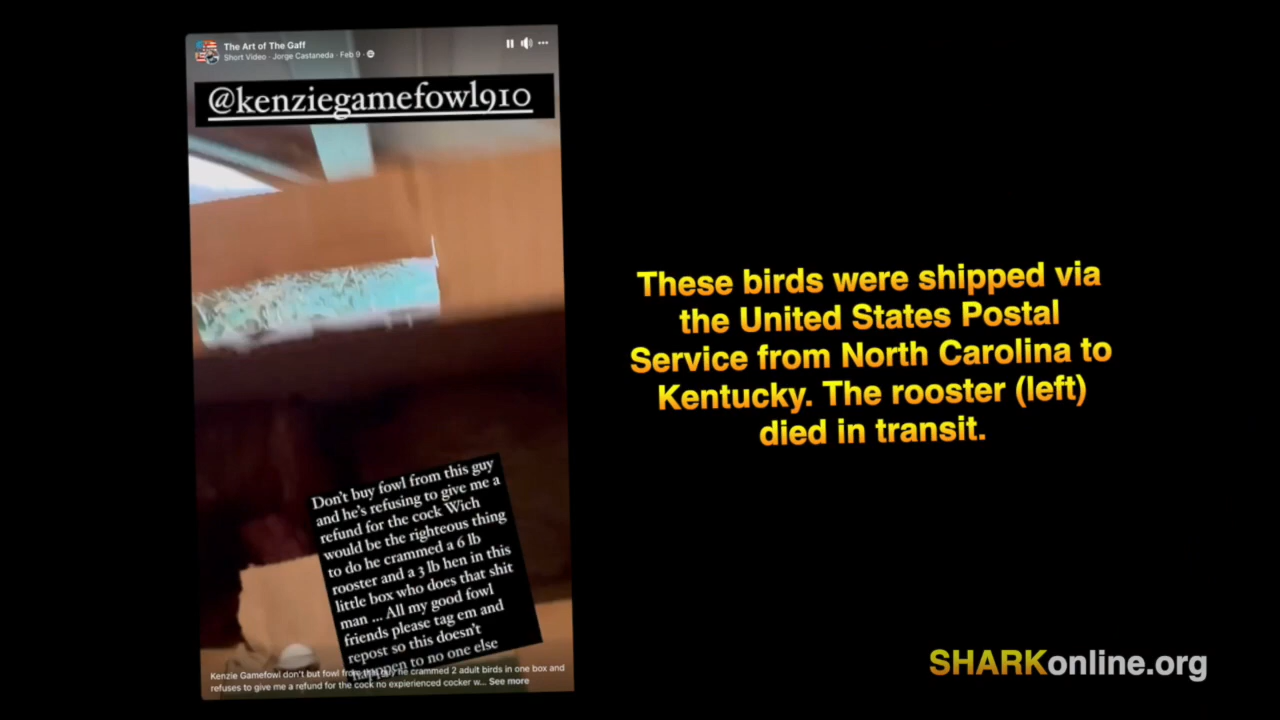 The Art of The Gaff
Short Video · Jorge Castaneda · Feb 9 ·
@kenziegamefowl910
Don't buy fowl from this guy
and he's refusing to give me a
refund for the cock Wich
would be the righteous thing
to do he crammed a 6 lb
rooster and a 3 lb hen in this
little box who does that shit
man ... All my good fowl
friends please tag em and
repost so this doesn't
happen to no one else
Kenzie Gamefowl don't but fowl from this guy he crammed 2 adult birds in one box and
refuses to give me a refund for the cock no expierienced cocker w... See more
These birds were shipped via
the United States Postal
Service from North Carolina to
Kentucky. The rooster (left)
died in transit.
SHARKonline.org